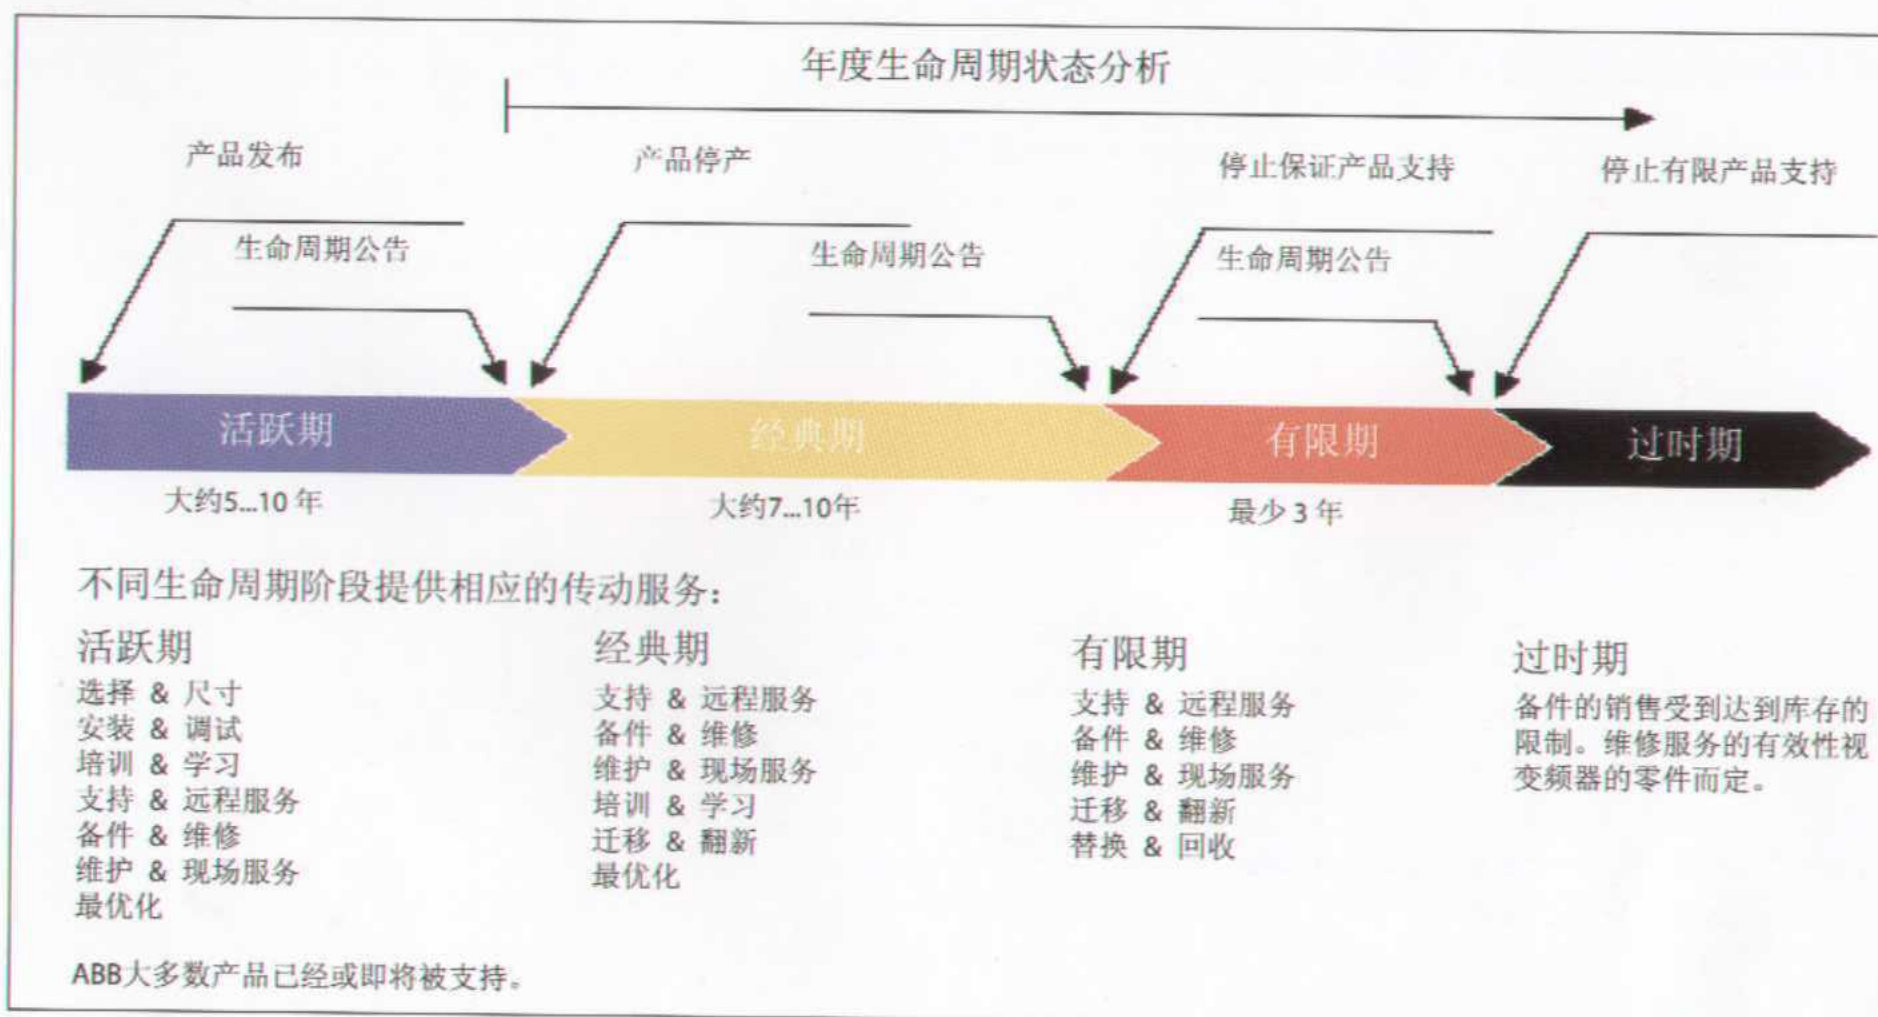 年度生命周期状态分析
产品发布
产品停产
停止保证产品支持
停止有限产品支持
生命周期公告
生命周期公告
生命周期公告
活跃期
经典期
有限期
过时期
大约5...10 年
大约7...10年
最少 3 年
不同生命周期阶段提供相应的传动服务:
活跃期
选择 & 尺寸
安装 & 调试
培训 & 学习
支持 & 远程服务
备件 & 维修
维护 & 现场服务
最优化
经典期
支持 & 远程服务
备件 & 维修
维护 & 现场服务
培训 & 学习
迁移 & 翻新
最优化
有限期
支持 & 远程服务
备件 & 维修
维护 & 现场服务
迁移 & 翻新
替换 & 回收
过时期
备件的销售受到达到库存的
限制。维修服务的有效性视
变频器的零件而定。
ABB大多数产品已经或即将被支持。